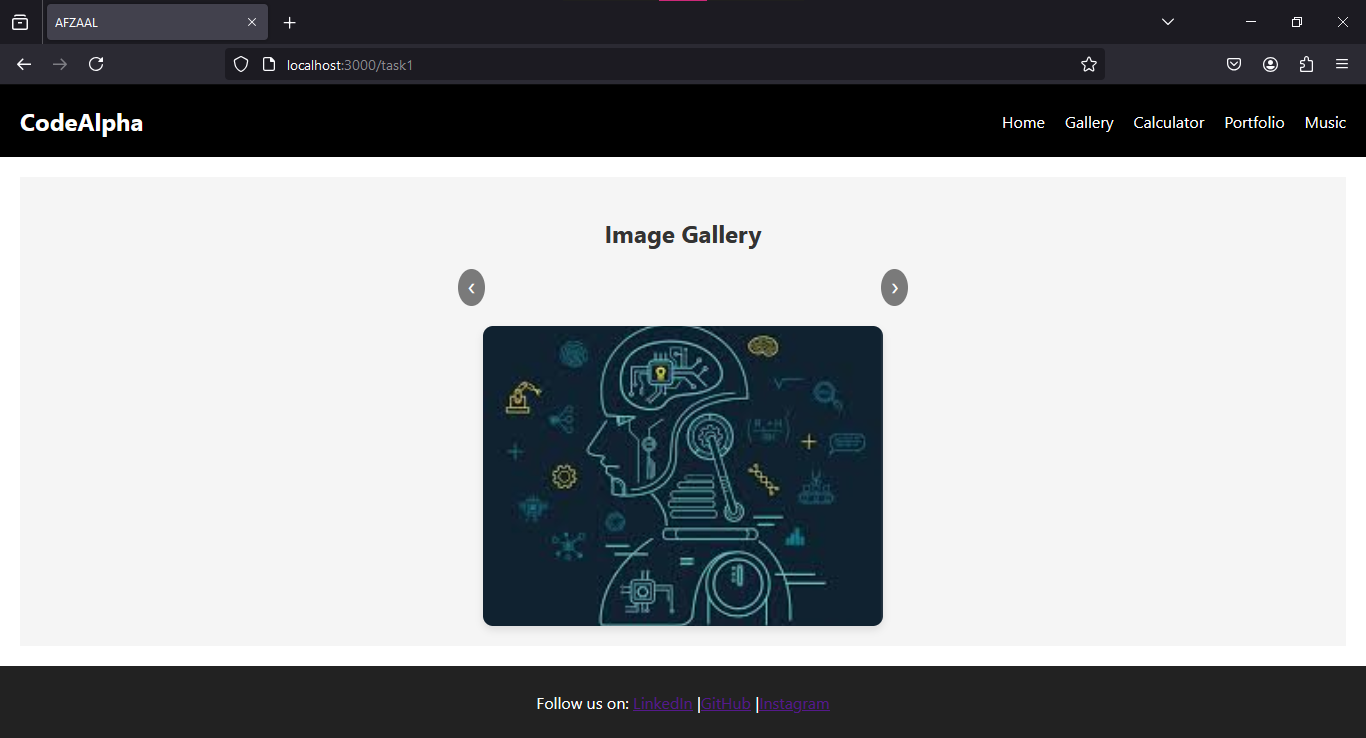 AFZAAL
localhost:3000/task1
CodeAlpha
Home Gallery Calculator Portfolio Music
Image Gallery
‹ ›
Follow us on: LinkedIn |GitHub |Instagram